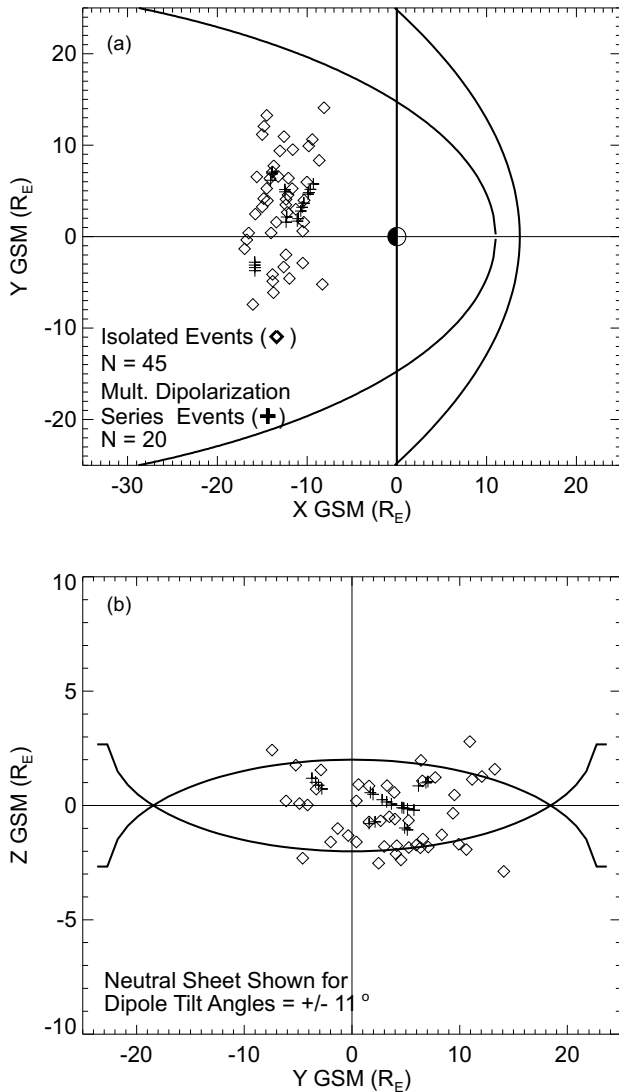 (a)
20
10
0
-10
-20
Y GSM (R_E)
Isolated Events (◇)
N = 45
Mult. Dipolarization
Series Events (+)
N = 20
-30 -20 -10 0 10 20
X GSM (R_E)
(b)
10
5
0
-5
-10
Z GSM (R_E)
Neutral Sheet Shown for
Dipole Tilt Angles = +/- 11 °
-20 -10 0 10 20
Y GSM (R_E)